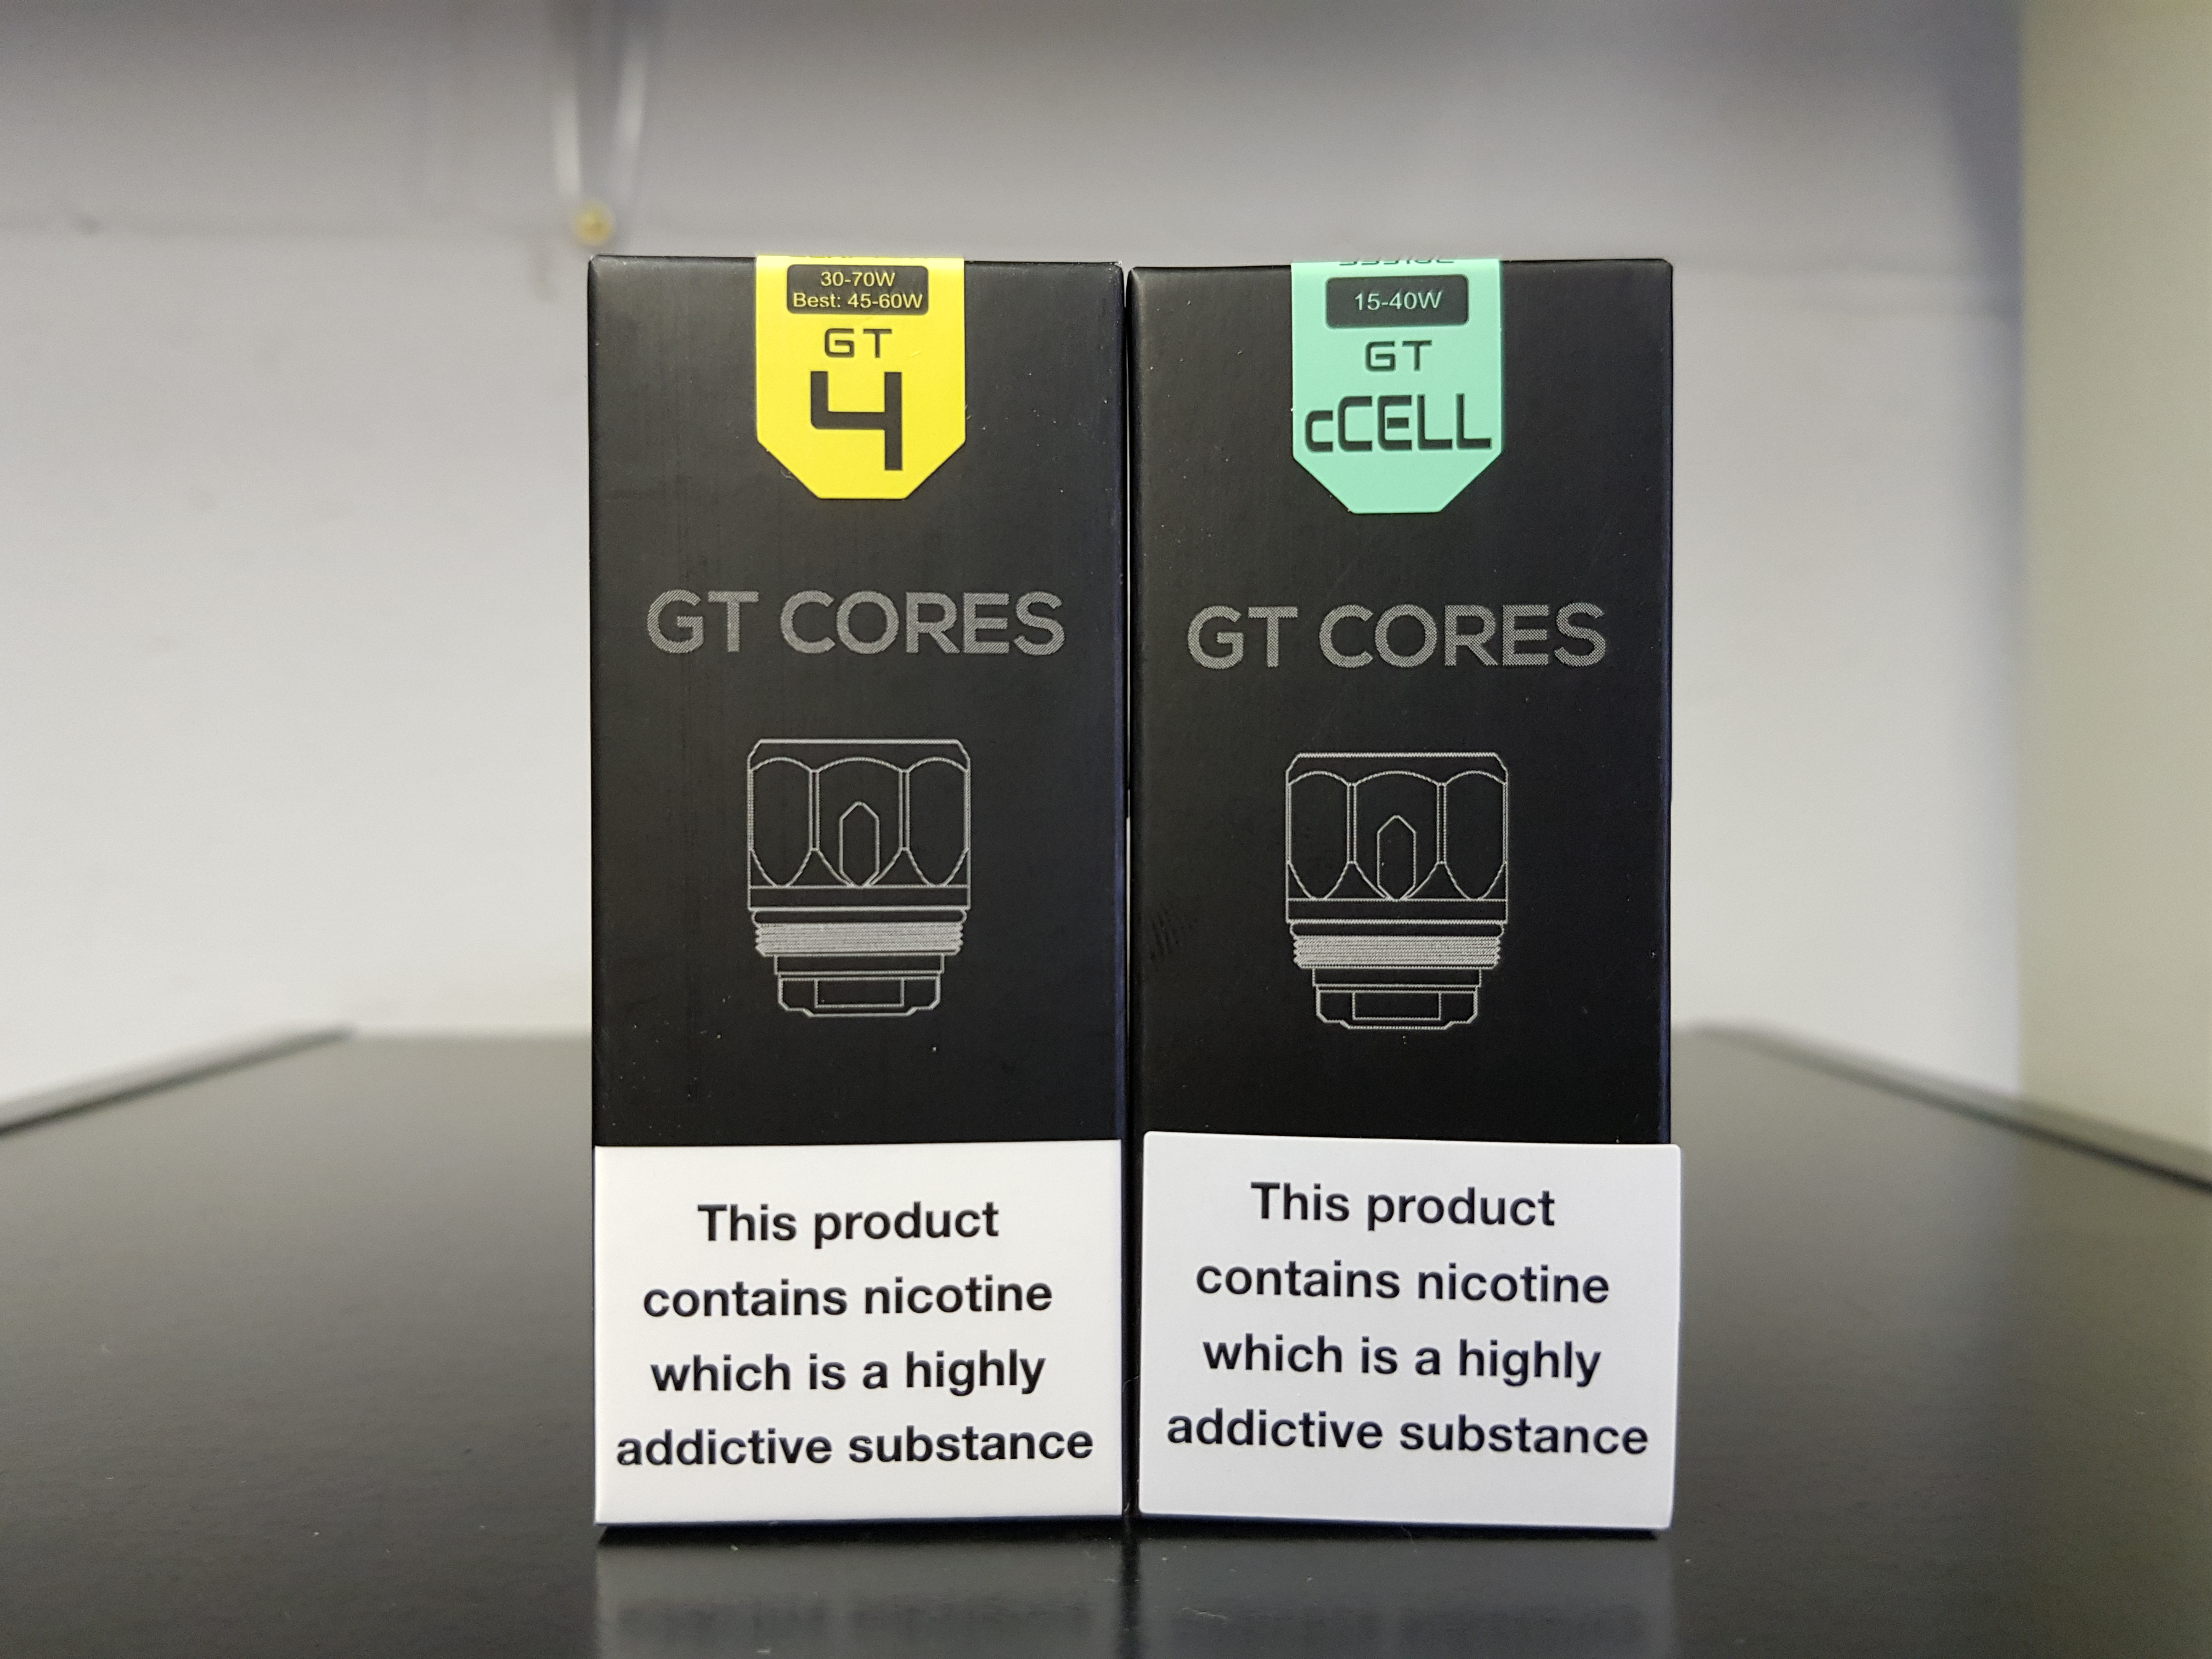 30-70W
Best: 45-60W
GT
4
GT CORES
This product
contains nicotine
which is a highly
addictive substance
15-40W
GT
cCELL
GT CORES
This product
contains nicotine
which is a highly
addictive substance